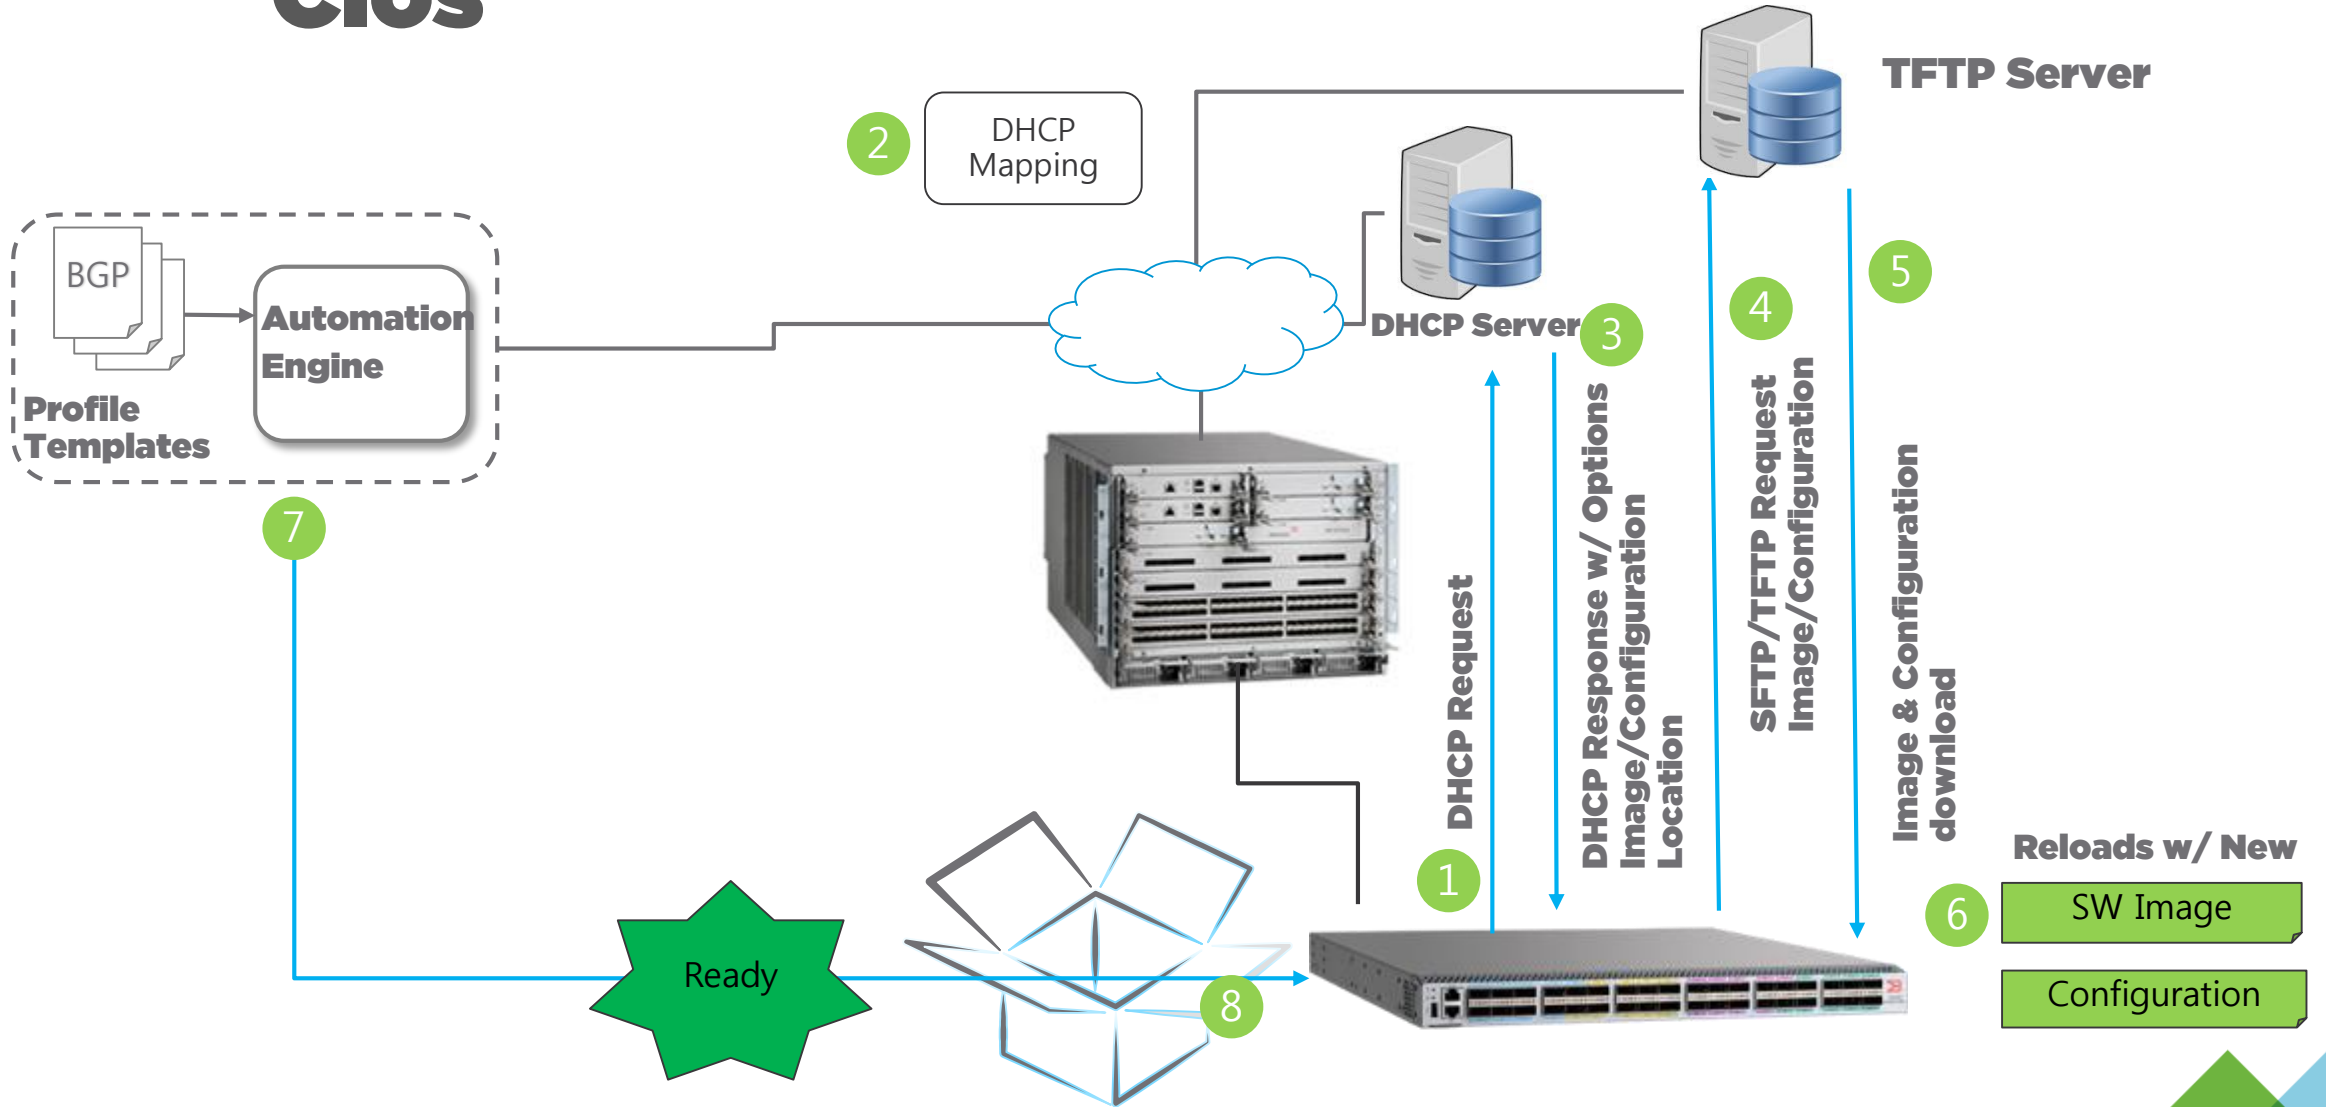 Clos
TFTP Server
2
DHCP
Mapping
BGP
Automation
Engine
Profile
Templates
DHCP Server
3
4
5
7
DHCP Request
DHCP Response w/ Options
Image/Configuration
Location
SFTP/TFTP Request
Image/Configuration
Image & Configuration
download
1
Reloads w/ New
6
SW Image
Configuration
Ready
8